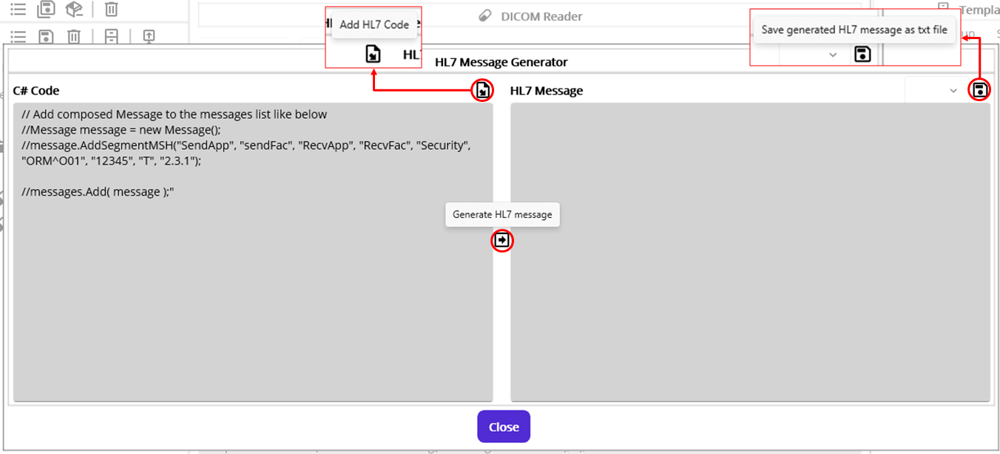 DICOM Reader
Templa
Add HL7 Code
HL7
Save generated HL7 message as txt file
up
HL7 Message Generator
C# Code
HL7 Message
// Add composed Message to the messages list like below
//Message message = new Message();
//message.AddSegmentMSH("SendApp", "sendFac", "RecvApp", "RecvFac", "Security",
"ORM^O01", "12345", "T", "2.3.1");
//messages.Add( message );"
Generate HL7 message
Close